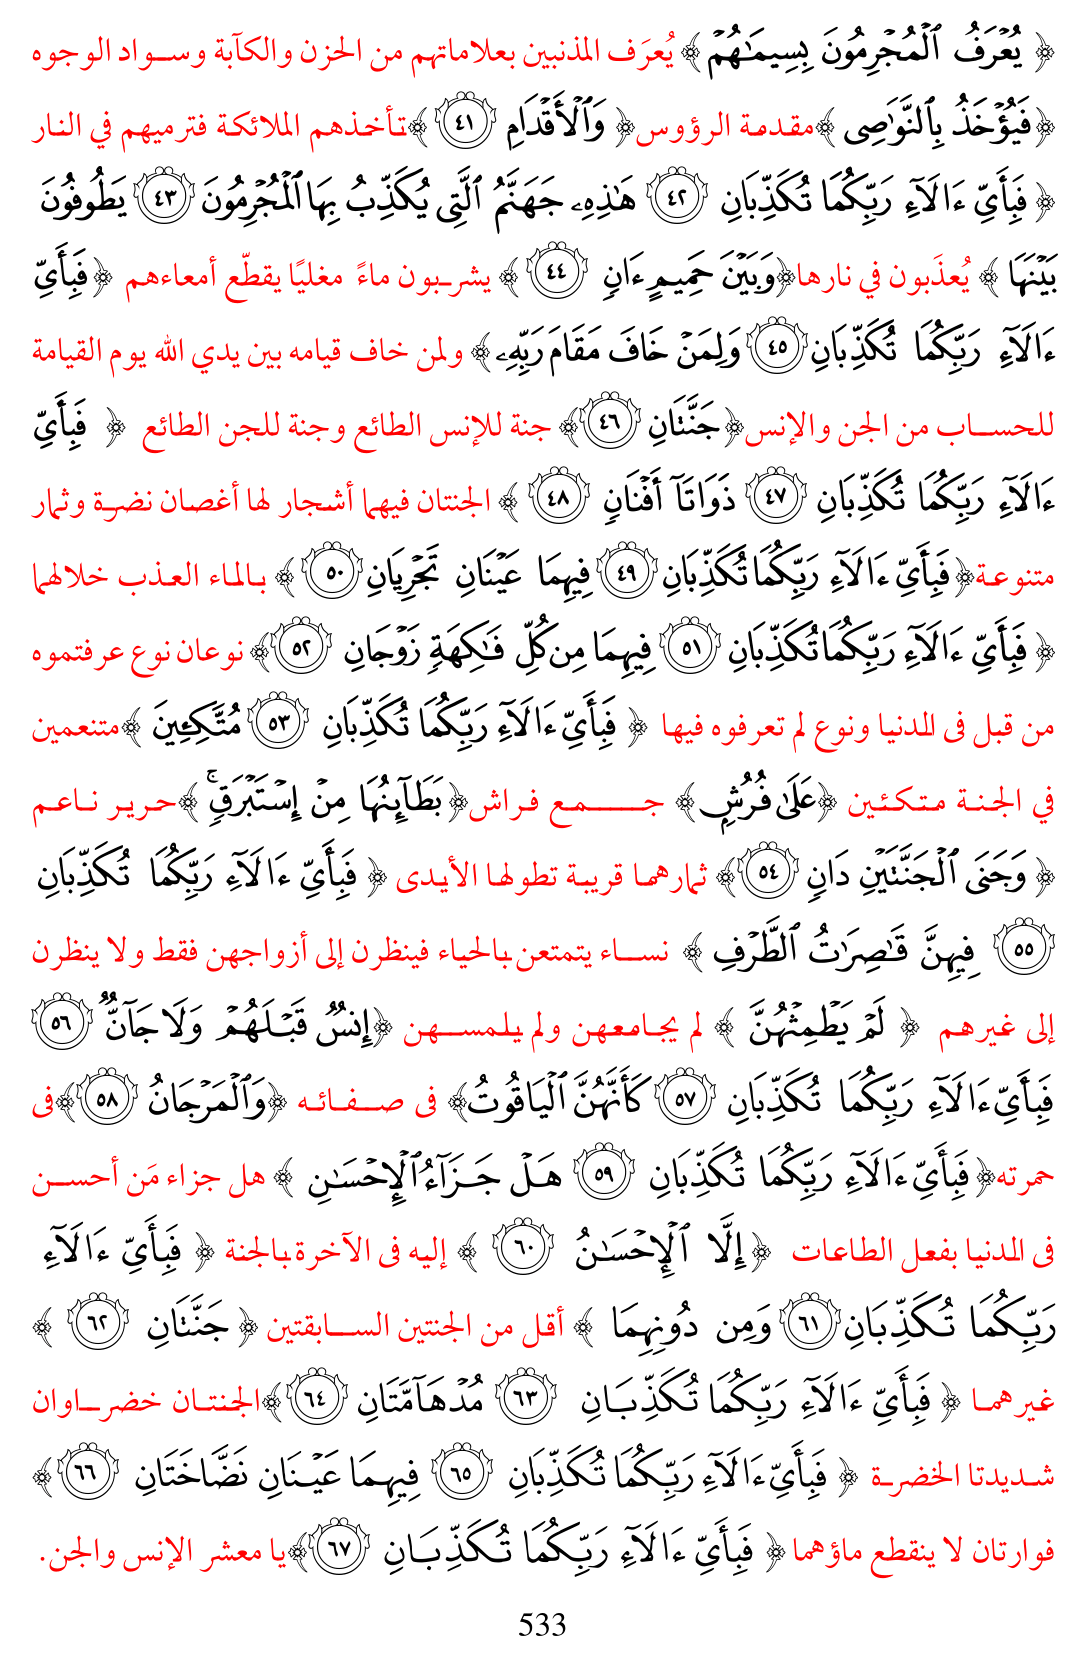 ﴿ يُعْرَفُ ٱلْمُجْرِمُونَ بِسِيمَـٰهُمْ ﴾ يُعرَف المذنبين بعلاماتهم من الحزن والكآبة وسواد الوجوه
﴿ فَيُؤْخَذُ بِٱلنَّوَٰصِى ﴾ مقدمة الرؤوس ﴿ وَٱلْأَقْدَامِ ٤١ ﴾ تأخذهم الملائكة فترميهم في النار
﴿ فَبِأَىِّ ءَالَآءِ رَبِّكُمَا تُكَذِّبَانِ ٤٢ هَـٰذِهِۦ جَهَنَّمُ ٱلَّتِى يُكَذِّبُ بِهَا ٱلْمُجْرِمُونَ ٤٣ يَطُوفُونَ
بَيْنَهَا ﴾ يُعذَبون في نارها ﴿ وَبَيْنَ حَمِيمٍ ءَانٍ ٤٤ ﴾ يشربون ماءً مغليًا يقطّع أمعاءهم ﴿ فَبِأَىِّ
ءَالَآءِ رَبِّكُمَا تُكَذِّبَانِ ٤٥ وَلِمَنْ خَافَ مَقَامَ رَبِّهِۦ ﴾ ولمن خاف قيامه بين يدي الله يوم القيامة
للحساب من الجن والإنس ﴿ جَنَّتَانِ ٤٦ ﴾ جنة للإنس الطائع وجنة للجن الطائع ﴿ فَبِأَىِّ
ءَالَآءِ رَبِّكُمَا تُكَذِّبَانِ ٤٧ ذَوَاتَآ أَفْنَانٍ ٤٨ ﴾ الجنتان فيهما أشجار لها أغصان نضرة وثمار
متنوعة ﴿ فَبِأَىِّ ءَالَآءِ رَبِّكُمَا تُكَذِّبَانِ ٤٩ فِيهِمَا عَيْنَانِ تَجْرِيَانِ ٥٠ ﴾ بالماء العذب خلالهما
﴿ فَبِأَىِّ ءَالَآءِ رَبِّكُمَا تُكَذِّبَانِ ٥١ فِيهِمَا مِن كُلِّ فَـٰكِهَةٍ زَوْجَانِ ٥٢ ﴾ نوعان نوع عرفتموه
من قبل فى الدنيا ونوع لم تعرفوه فيها ﴿ فَبِأَىِّ ءَالَآءِ رَبِّكُمَا تُكَذِّبَانِ ٥٣ مُتَّكِـِٔينَ ﴾ متنعمين
في الجنة متكئين ﴿ عَلَىٰ فُرُشٍۭ ﴾ جمع فراش ﴿ بَطَآئِنُهَا مِنْ إِسْتَبْرَقٍۢ ۚ ﴾ حرير ناعم
﴿ وَجَنَى ٱلْجَنَّتَيْنِ دَانٍ ٥٤ ﴾ ثمارهما قريبة تطولها الأيدى ﴿ فَبِأَىِّ ءَالَآءِ رَبِّكُمَا تُكَذِّبَانِ
٥٥ فِيهِنَّ قَـٰصِرَٰتُ ٱلطَّرْفِ ﴾ نساء يتمتعن بالحياء فينظرن إلى أزواجهن فقط ولا ينظرن
إلى غيرهم ﴿ لَمْ يَطْمِثْهُنَّ ﴾ لم يجامعهن ولم يلمسهن ﴿ إِنسٌ قَبْلَهُمْ وَلَا جَآنٌّ ٥٦
فَبِأَىِّ ءَالَآءِ رَبِّكُمَا تُكَذِّبَانِ ٥٧ كَأَنَّهُنَّ ٱلْيَاقُوتُ ﴾ فى صفائه ﴿ وَٱلْمَرْجَانُ ٥٨ ﴾ فى
حمرته ﴿ فَبِأَىِّ ءَالَآءِ رَبِّكُمَا تُكَذِّبَانِ ٥٩ هَلْ جَزَآءُ ٱلْإِحْسَـٰنِ ﴾ هل جزاء مَن أحسن
فى الدنيا بفعل الطاعات ﴿ إِلَّا ٱلْإِحْسَـٰنُ ٦٠ ﴾ إليه فى الآخرة بالجنة ﴿ فَبِأَىِّ ءَالَآءِ
رَبِّكُمَا تُكَذِّبَانِ ٦١ وَمِن دُونِهِمَا ﴾ أقل من الجنتين السابقتين ﴿ جَنَّتَانِ ٦٢ ﴾
غيرهما ﴿ فَبِأَىِّ ءَالَآءِ رَبِّكُمَا تُكَذِّبَانِ ٦٣ مُدْهَآمَّتَانِ ٦٤ ﴾ الجنتان خضراوان
شديدتا الخضرة ﴿ فَبِأَىِّ ءَالَآءِ رَبِّكُمَا تُكَذِّبَانِ ٦٥ فِيهِمَا عَيْنَانِ نَضَّاخَتَانِ ٦٦ ﴾
فوارتان لا ينقطع ماؤهما ﴿ فَبِأَىِّ ءَالَآءِ رَبِّكُمَا تُكَذِّبَانِ ٦٧ ﴾ يا معشر الإنس والجن.
533